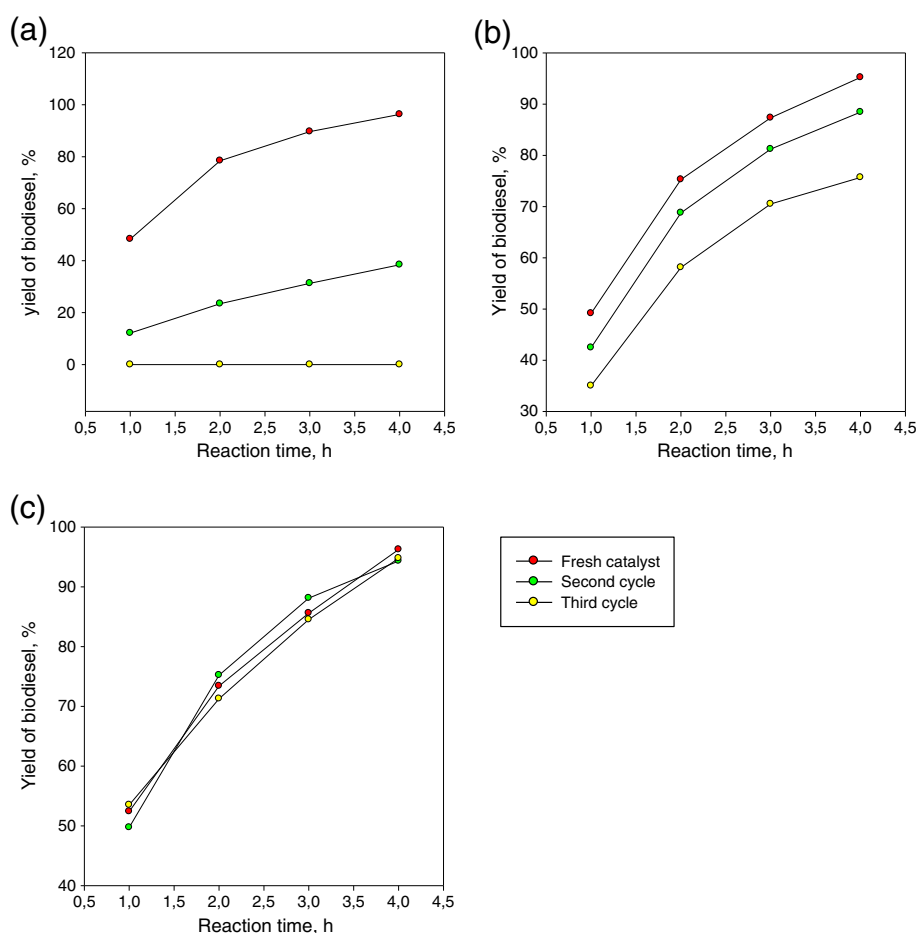 (a)
120
100
80
60
40
20
0
yield of biodiesel, %
0,5 1,0 1,5 2,0 2,5 3,0 3,5 4,0 4,5
Reaction time, h
(b)
100
90
80
70
60
50
40
30
Yield of biodiesel, %
0,5 1,0 1,5 2,0 2,5 3,0 3,5 4,0 4,5
Reaction time, h
(c)
100
90
80
70
60
50
40
Yield of biodiesel, %
0,5 1,0 1,5 2,0 2,5 3,0 3,5 4,0 4,5
Reaction time, h
Fresh catalyst
Second cycle
Third cycle